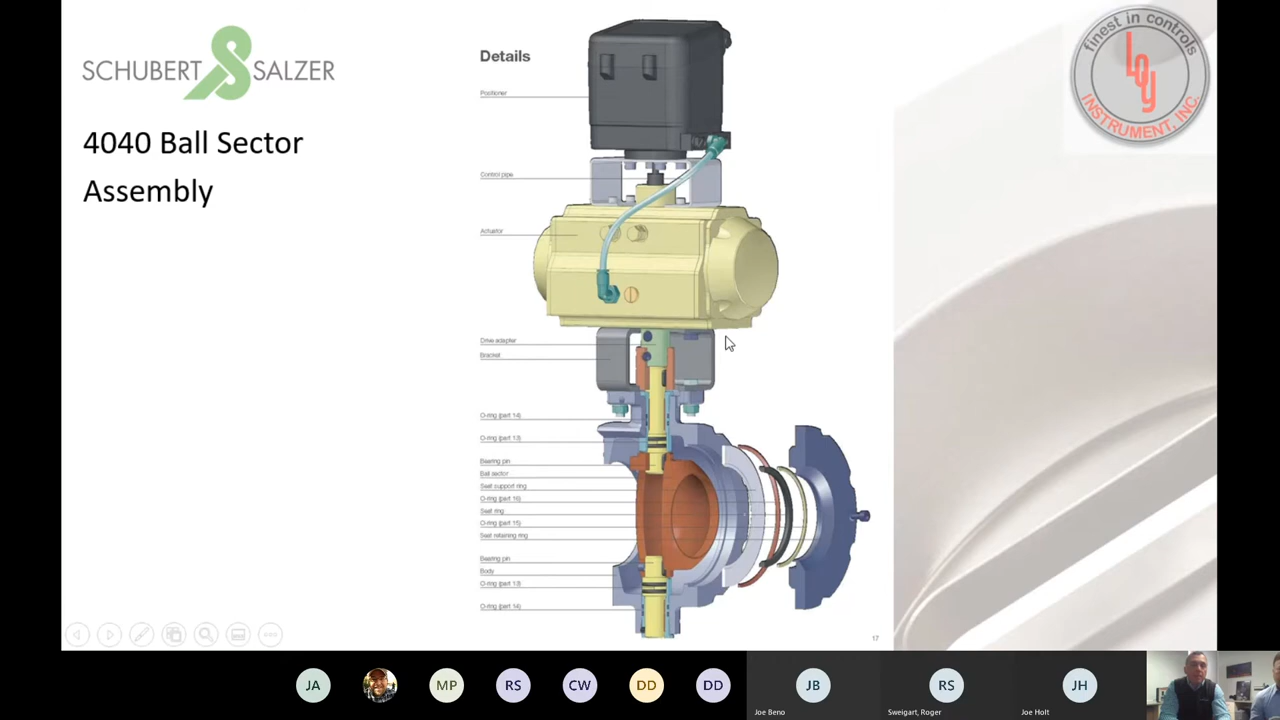 SCHUBERT SALZER
4040 Ball Sector
Assembly
Details
Positioner
Control pipe
Actuator
Drive adapter
Bracket
O-ring (part 14)
O-ring (part 13)
Bearing pin
Ball sector
Seat support ring
O-ring (part 16)
Seat ring
O-ring (part 15)
Seat retaining ring
Bearing pin
Body
O-ring (part 13)
O-ring (part 14)
finest in controls
Loy
INSTRUMENT, INC.
17
JA
MP
RS
CW
DD
DD
JB
RS
JH
Joe Beno
Sweigart, Roger
Joe Holt